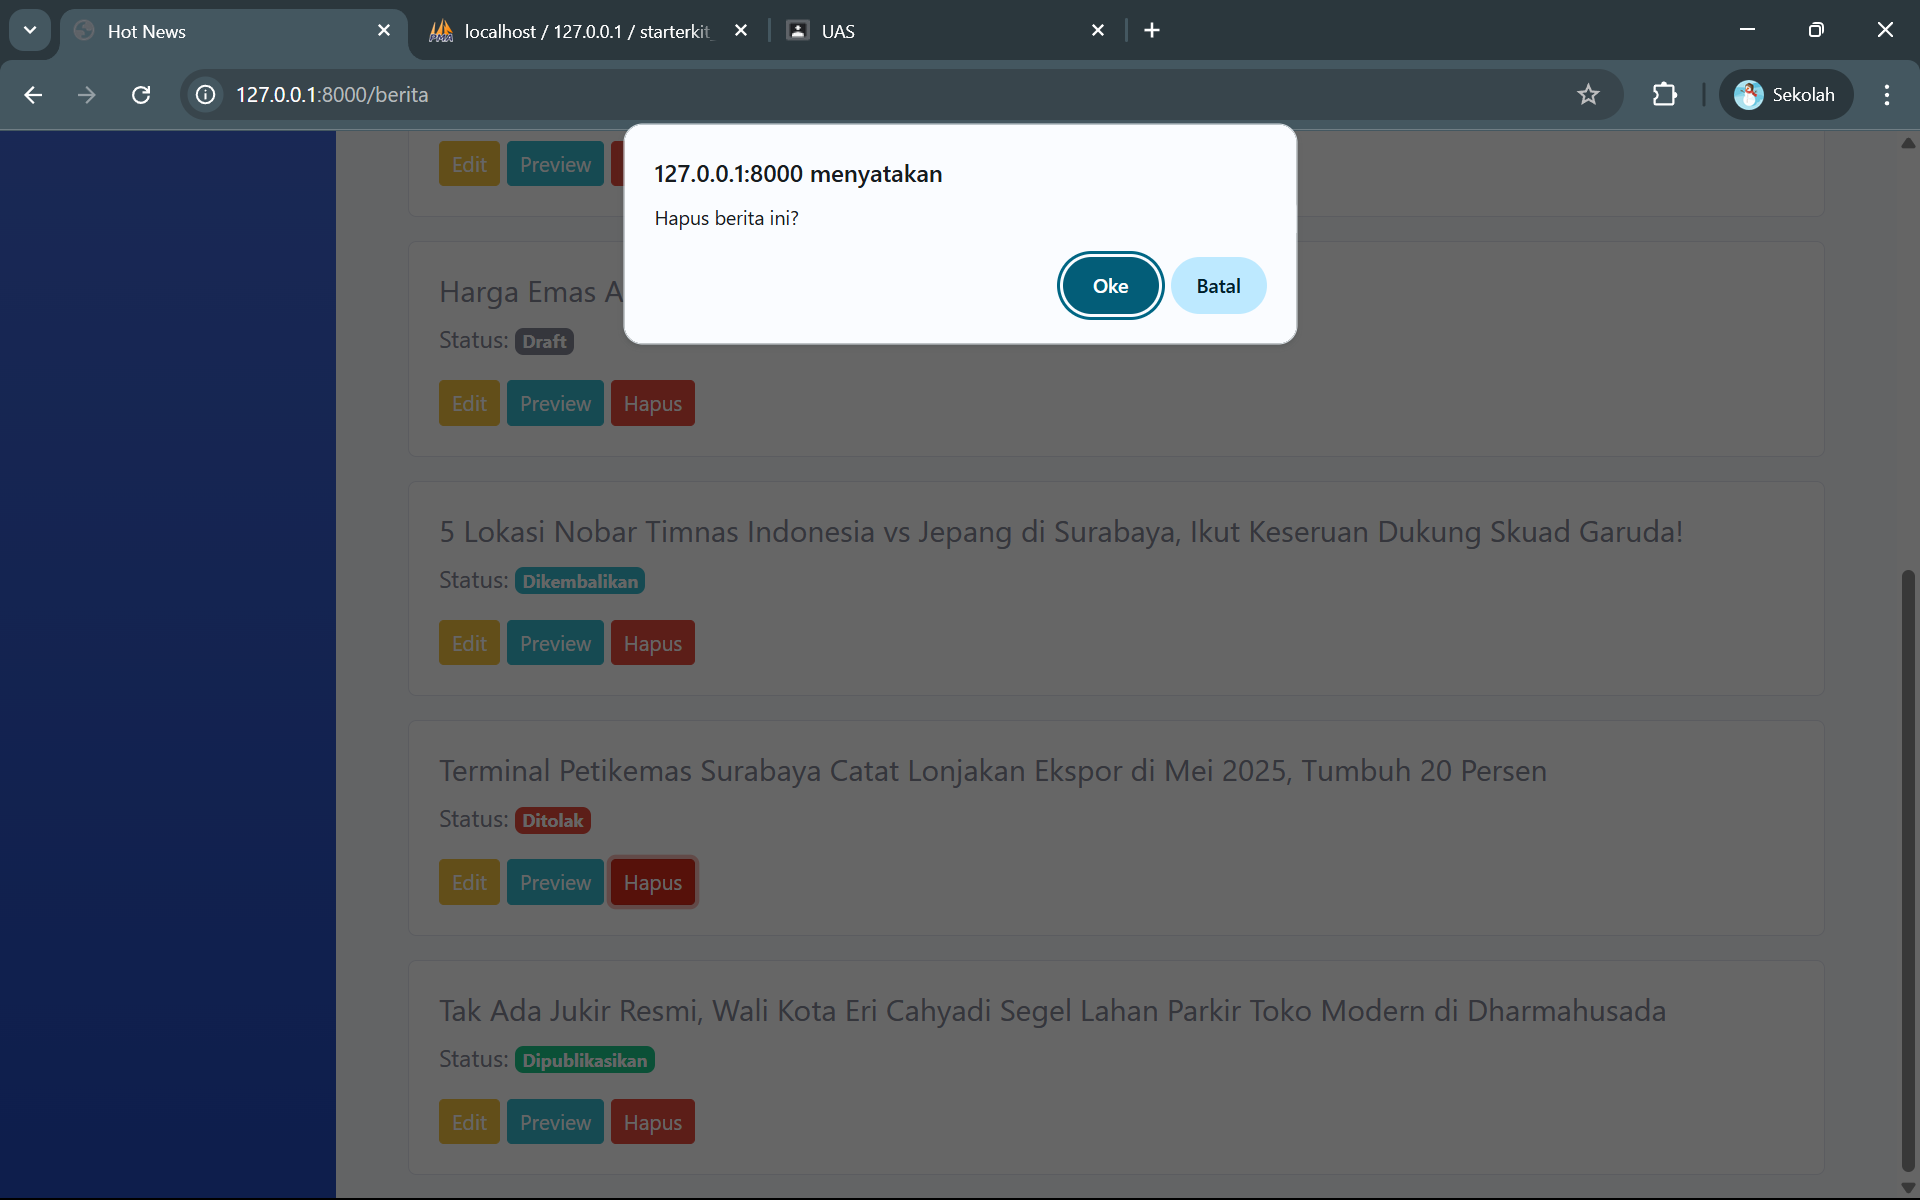 Hot News
localhost / 127.0.0.1 / starterkit_
UAS
127.0.0.1:8000/berita
Sekolah
127.0.0.1:8000 menyatakan
Hapus berita ini?
Oke
Batal
Edit
Preview
Harga Emas A
Status: Draft
Edit
Preview
Hapus
5 Lokasi Nobar Timnas Indonesia vs Jepang di Surabaya, Ikut Keseruan Dukung Skuad Garuda!
Status: Dikembalikan
Edit
Preview
Hapus
Terminal Petikemas Surabaya Catat Lonjakan Ekspor di Mei 2025, Tumbuh 20 Persen
Status: Ditolak
Edit
Preview
Hapus
Tak Ada Jukir Resmi, Wali Kota Eri Cahyadi Segel Lahan Parkir Toko Modern di Dharmahusada
Status: Dipublikasikan
Edit
Preview
Hapus